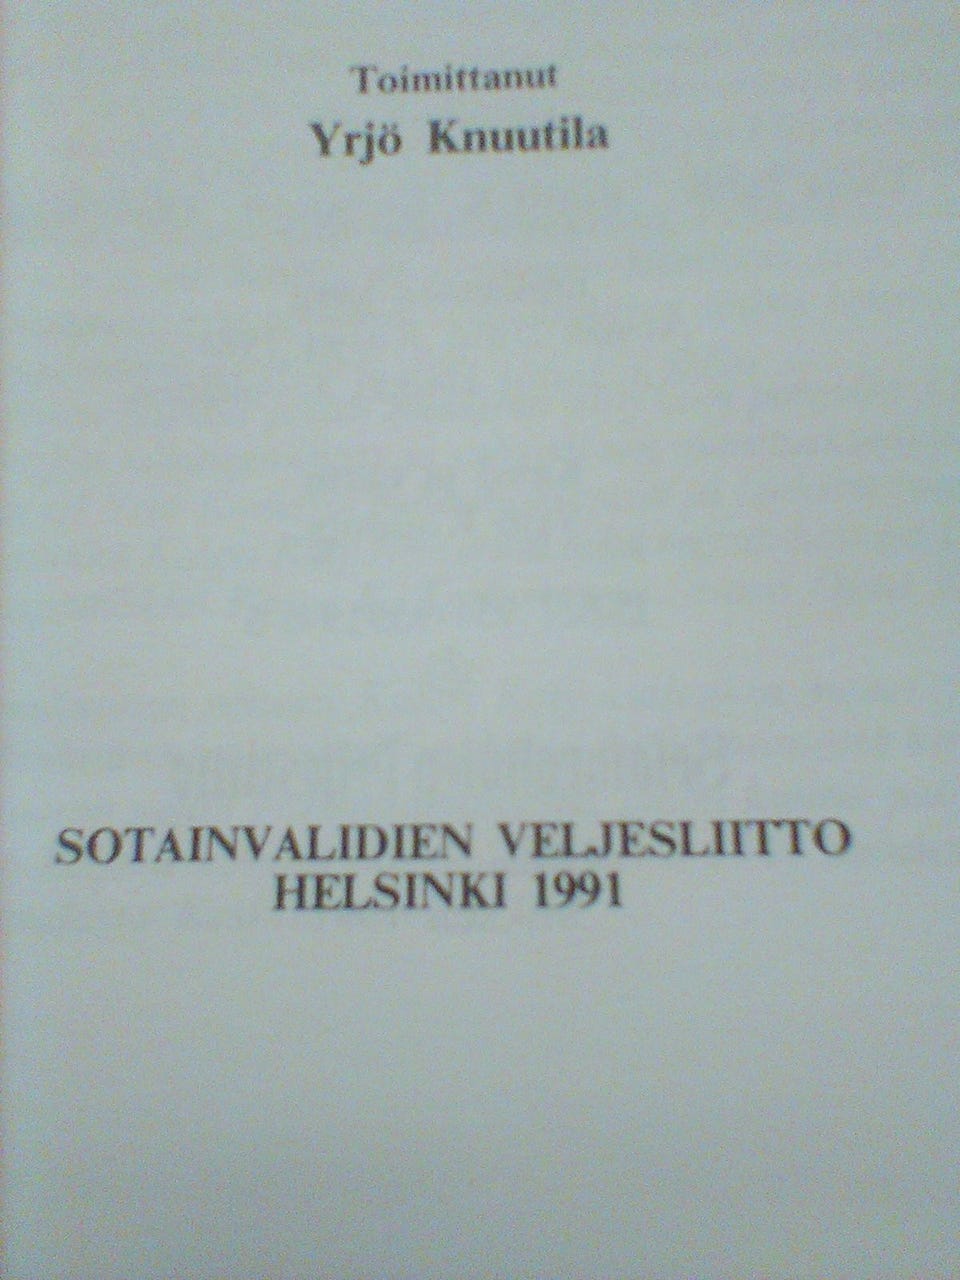 Toimittanut
Yrjö Knuutila
SOTAINVALIDIEN VELJESLIITTO
HELSINKI 1991